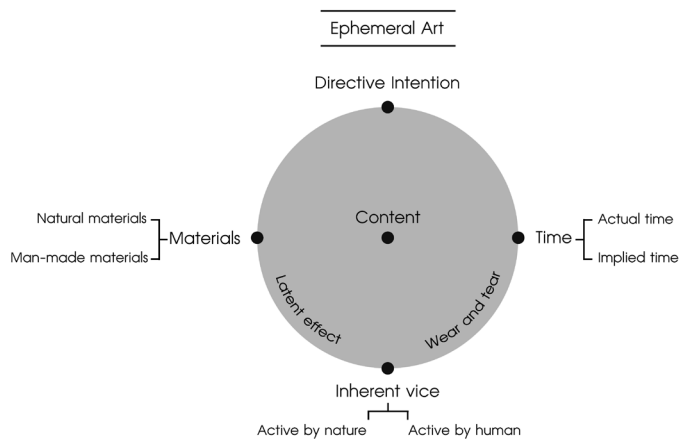 Ephemeral Art
Directive Intention
Content
Natural materials
Man-made materials
Materials
Time
Actual time
Implied time
Latent effect
Wear and tear
Inherent vice
Active by nature
Active by human